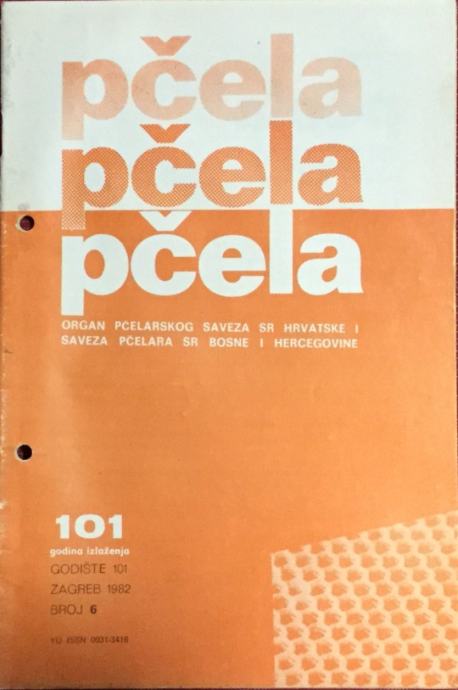 pčela
pčela
pčela
ORGAN PČELARSKOG SAVEZA SR HRVATSKE I
SAVEZA PČELARA SR BOSNE I HERCEGOVINE
101
godina izlaženja
GODIŠTE 101
ZAGREB 1982
BROJ 6
YU ISSN 0031-3416